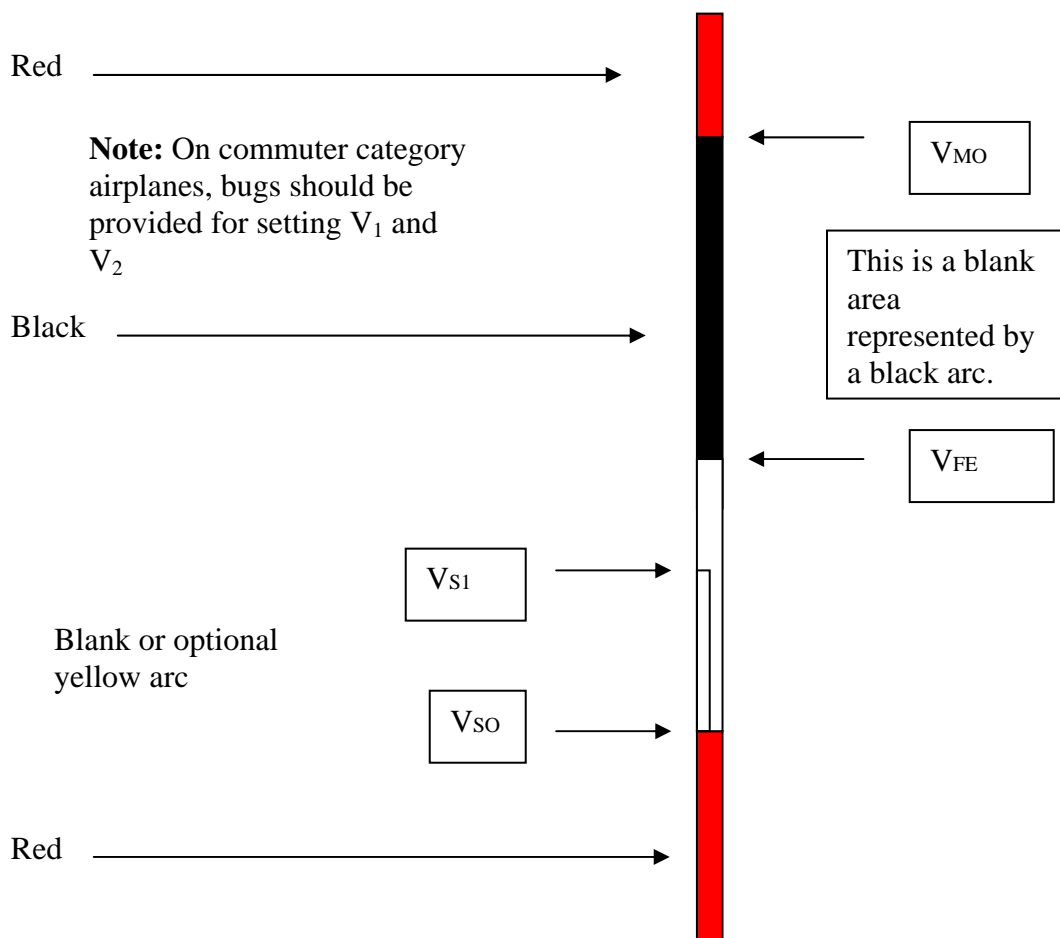 Red
Note: On commuter category
airplanes, bugs should be
provided for setting V1 and
V2
VMO
This is a blank
area
represented by
a black arc.
Black
VFE
VS1
Blank or optional
yellow arc
VSO
Red